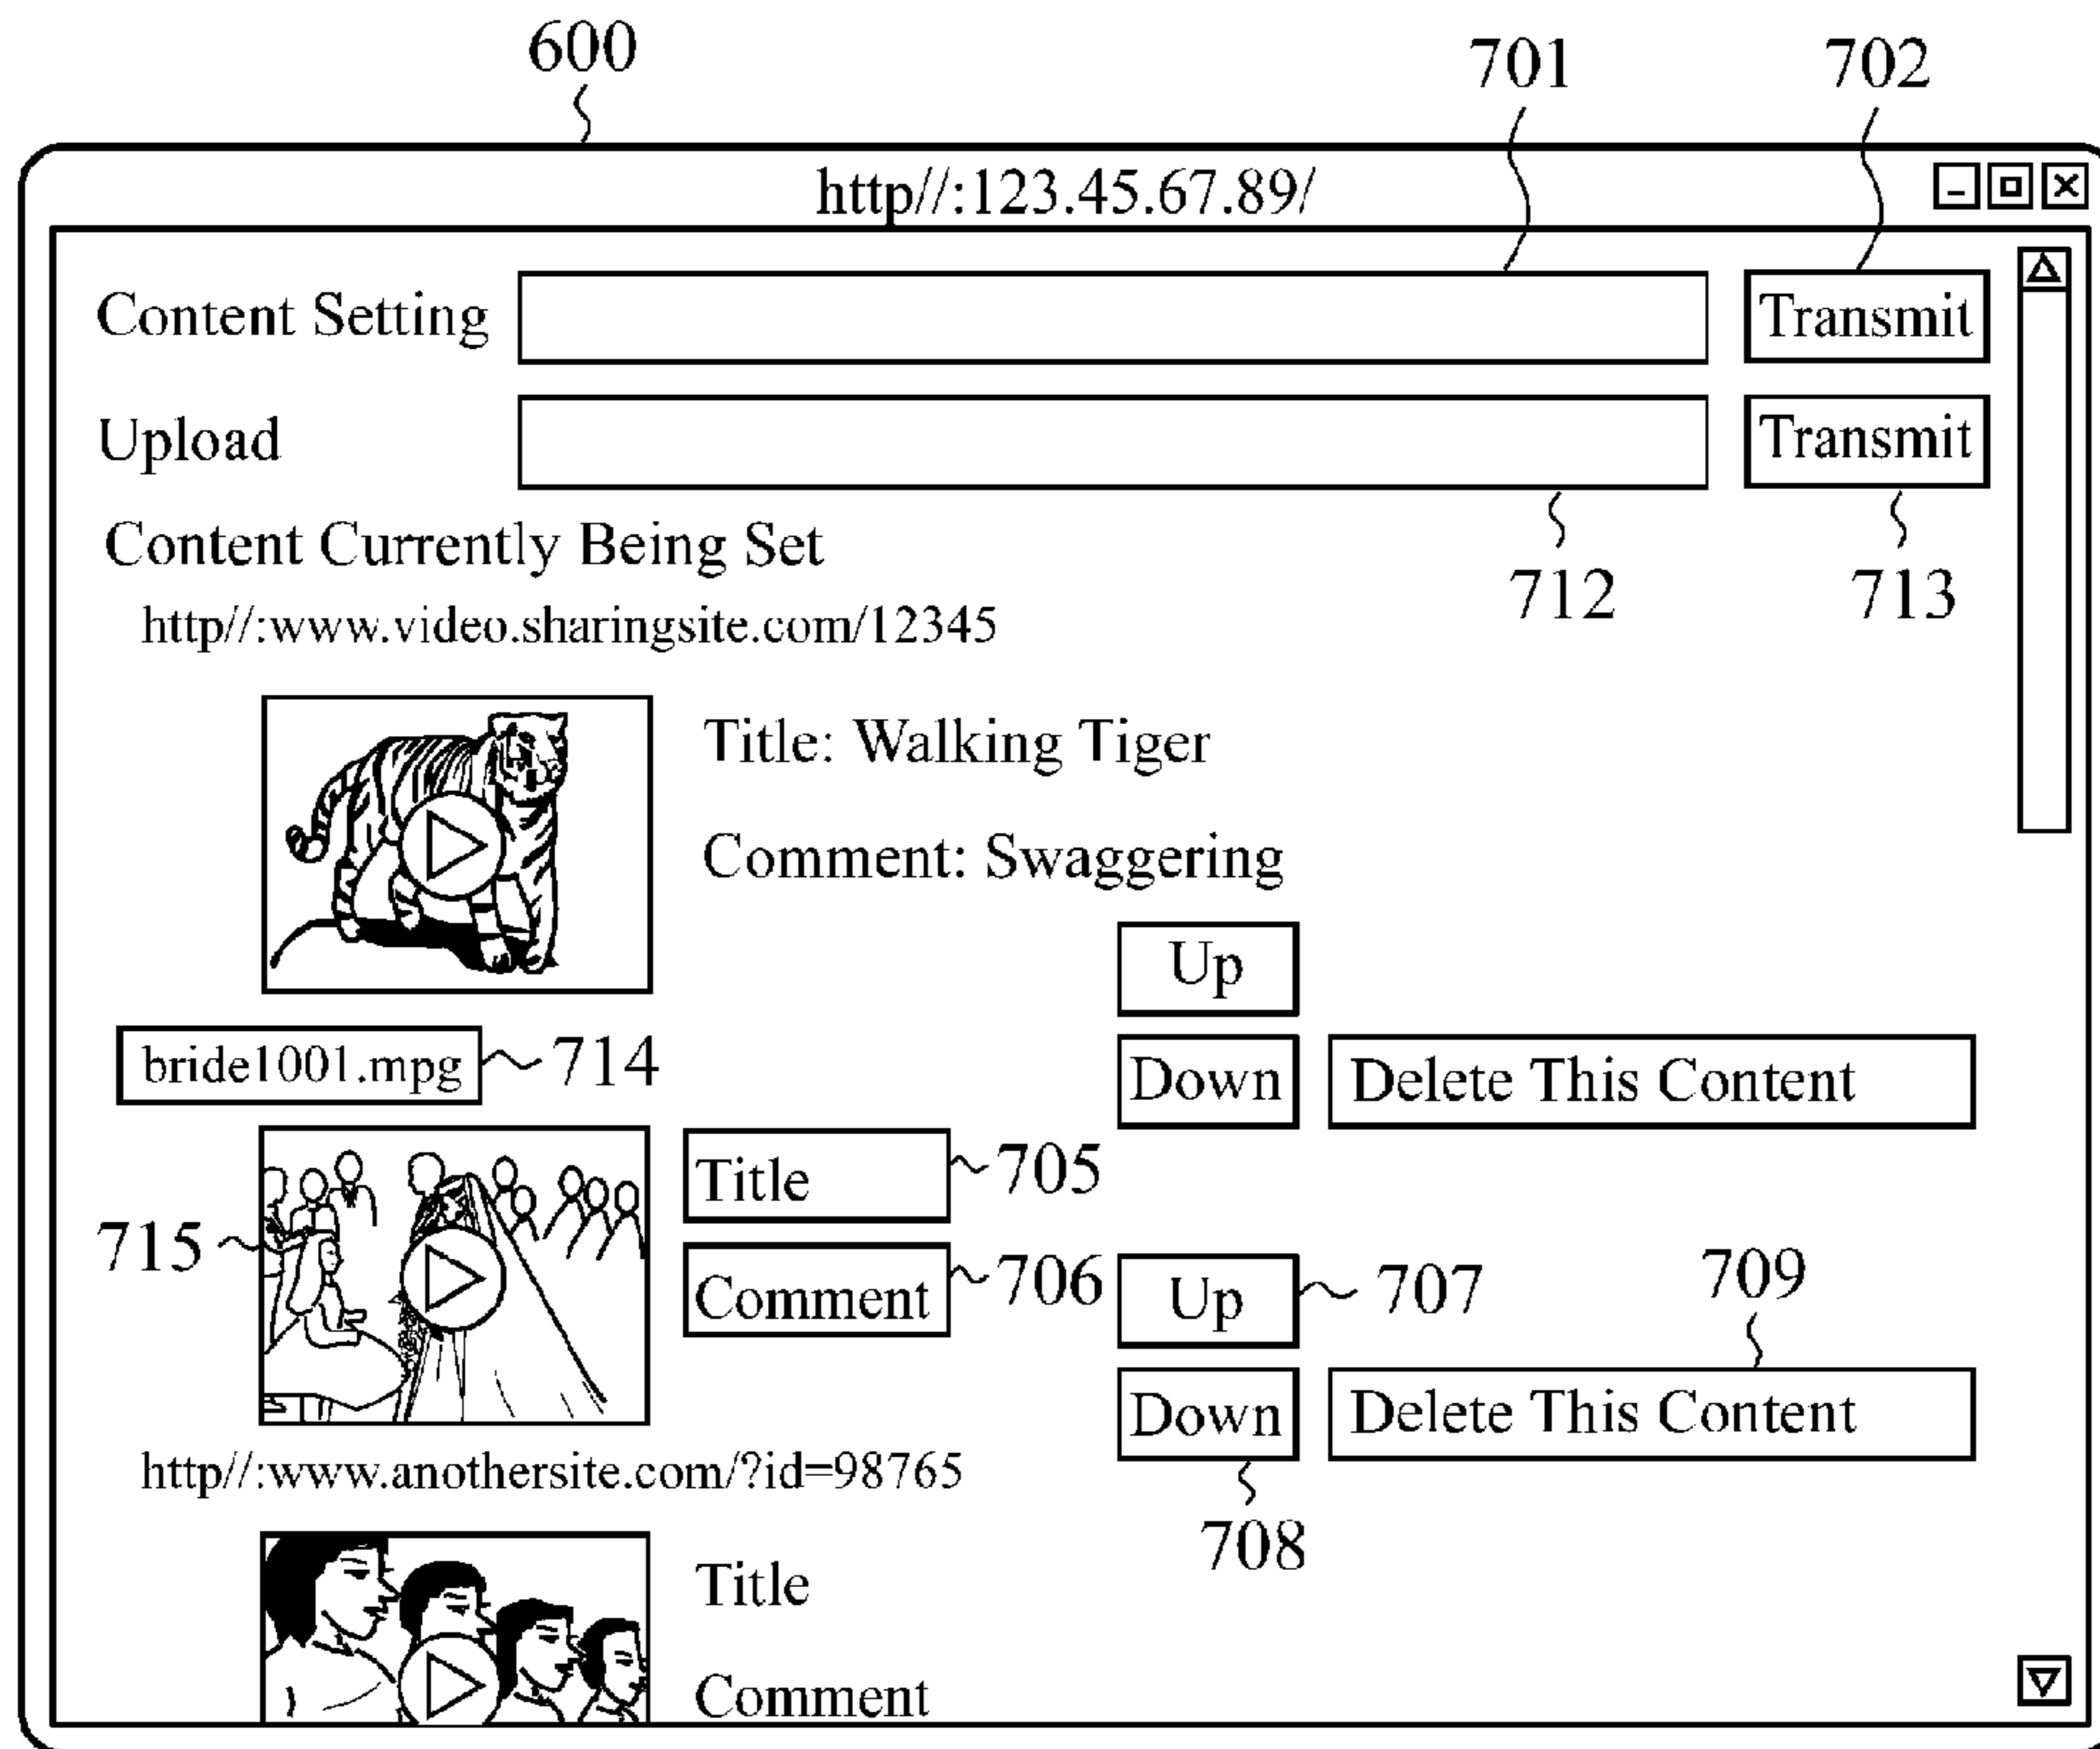 600
701 702
http//:123.45.67.89/
Content Setting Transmit
Upload Transmit
712 713
Content Currently Being Set
http//:www.video.sharingsite.com/12345
Title: Walking Tiger
Comment: Swaggering
Up
Down Delete This Content
bride1001.mpg 714
715
Title 705
Comment 706
Up 707
709
Down Delete This Content
708
http//:www.anothersite.com/?id=98765
Title
Comment